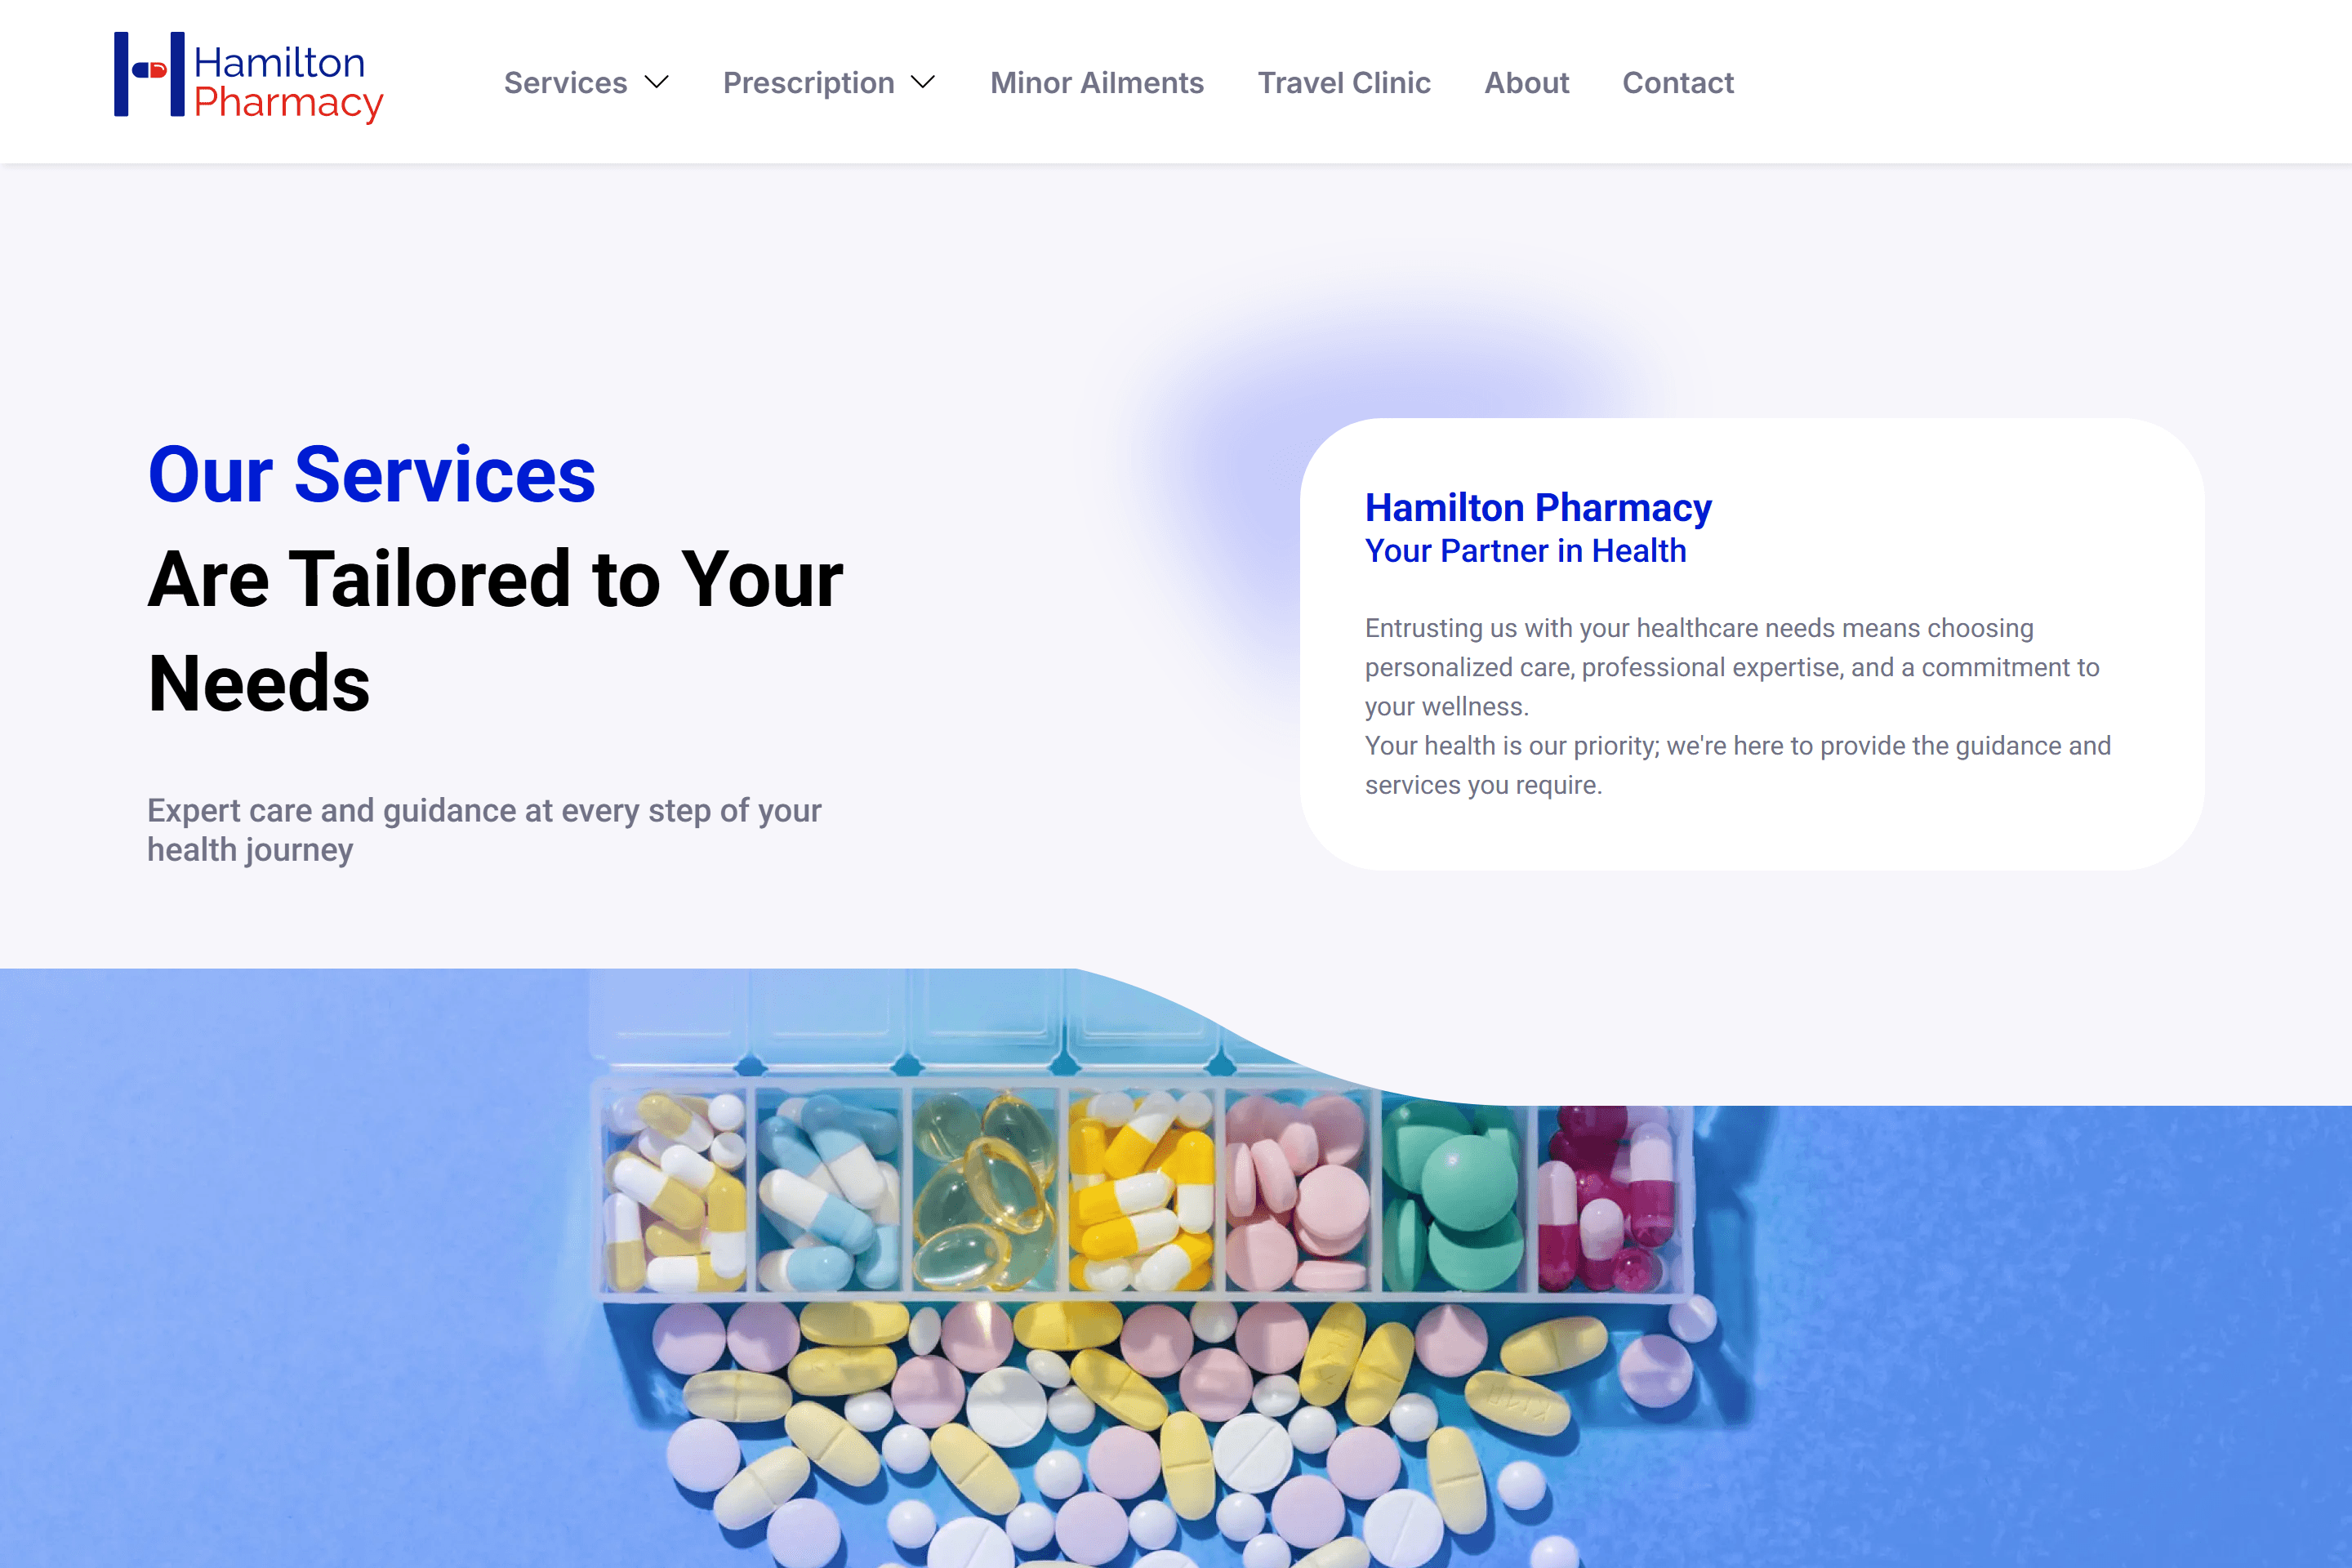 Hamilton
Pharmacy
Services
Prescription
Minor Ailments
Travel Clinic
About
Contact
Our Services
Are Tailored to Your
Needs
Expert care and guidance at every step of your
health journey
Hamilton Pharmacy
Your Partner in Health
Entrusting us with your healthcare needs means choosing
personalized care, professional expertise, and a commitment to
your wellness.
Your health is our priority; we're here to provide the guidance and
services you require.